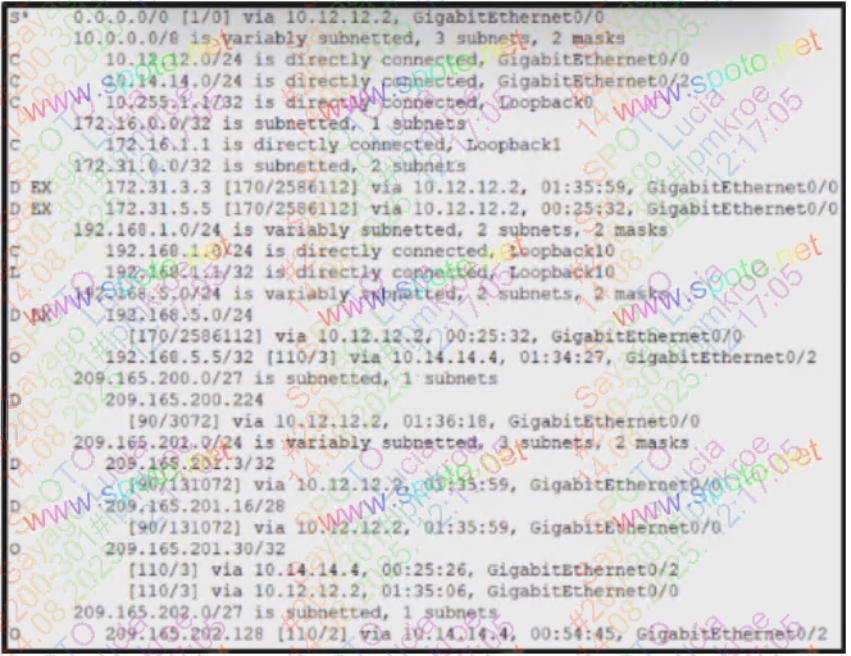 S* 0.0.0.0/0 [1/0] via 10.12.12.2, GigabitEthernet0/0
10.0.0.0/8 is variably subnetted, 3 subnets, 2 masks
C 10.12.12.0/24 is directly connected, GigabitEthernet0/0
C 10.14.14.0/24 is directly connected, GigabitEthernet0/2
C 10.255.1.1/32 is directly connected, Loopback0
172.16.0.0/32 is subnetted, 1 subnets
C 172.16.1.1 is directly connected, Loopback1
172.31.0.0/32 is subnetted, 2 subnets
D EX 172.31.3.3 [170/2586112] via 10.12.12.2, 01:35:59, GigabitEthernet0/0
D EX 172.31.5.5 [170/2586112] via 10.12.12.2, 00:25:32, GigabitEthernet0/0
192.168.1.0/24 is variably subnetted, 2 subnets, 2 masks
C 192.168.1.0/24 is directly connected, Loopback10
L 192.168.1.1/32 is directly connected, Loopback10
192.168.5.0/24 is variably subnetted, 2 subnets, 2 masks
D EX 192.168.5.0/24
[170/2586112] via 10.12.12.2, 00:25:32, GigabitEthernet0/0
O 192.168.5.5/32 [110/3] via 10.14.14.4, 01:34:27, GigabitEthernet0/2
209.165.200.0/27 is subnetted, 1 subnets
D 209.165.200.224
[90/3072] via 10.12.12.2, 01:36:18, GigabitEthernet0/0
209.165.201.0/24 is variably subnetted, 3 subnets, 2 masks
D 209.165.201.3/32
[90/131072] via 10.12.12.2, 01:35:59, GigabitEthernet0/0
D 209.165.201.16/28
[90/131072] via 10.12.12.2, 01:35:59, GigabitEthernet0/0
O 209.165.201.30/32
[110/3] via 10.14.14.4, 00:25:26, GigabitEthernet0/2
[110/3] via 10.12.12.2, 01:35:06, GigabitEthernet0/0
209.165.202.0/27 is subnetted, 1 subnets
O 209.165.202.128 [110/2] via 10.14.14.4, 00:54:45, GigabitEthernet0/2
www.spoto.net
www.spoto.net
www.spoto.net
www.spoto.net
www.spoto.net
www.spoto.net